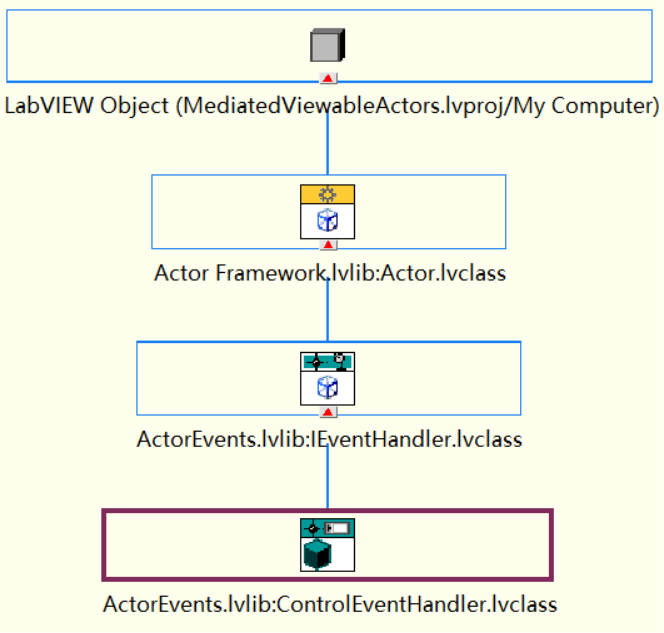 LabVIEW Object (MediatedViewableActors.lvproj/My Computer)
Actor Framework.lvlib:Actor.lvclass
ActorEvents.lvlib:IEventHandler.lvclass
ActorEvents.lvlib:ControlEventHandler.lvclass